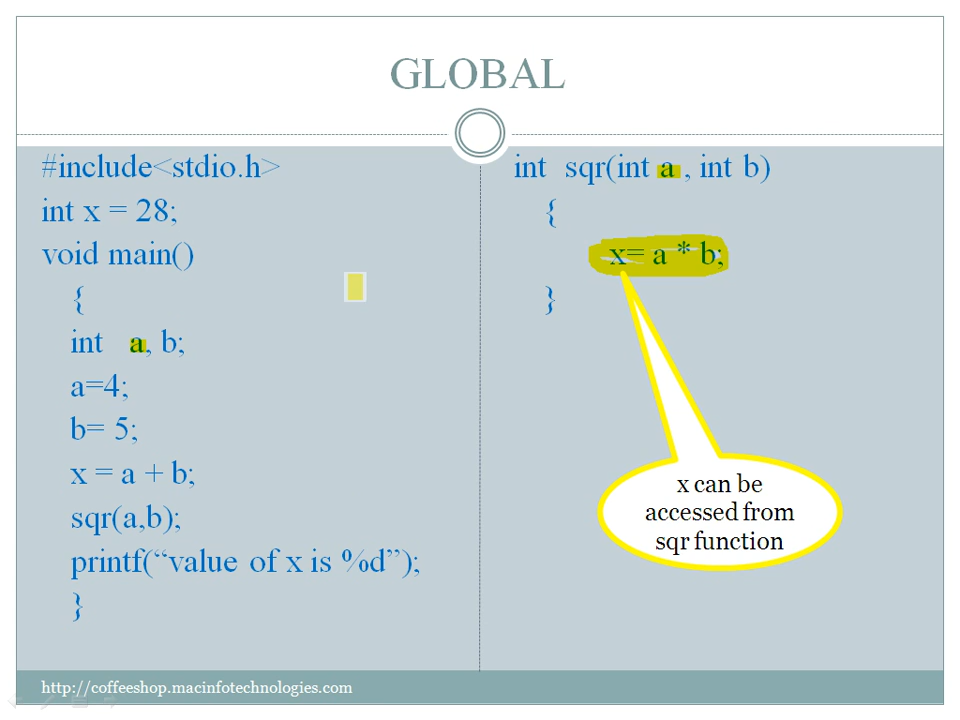 GLOBAL
#include<stdio.h>
int x = 28;
void main()
{
int a, b;
a=4;
b= 5;
x = a + b;
sqr(a,b);
printf(“value of x is %d”);
}
int sqr(int a , int b)
{
x= a * b;
}
x can be
accessed from
sqr function
http://coffeeshop.macinfotechnologies.com